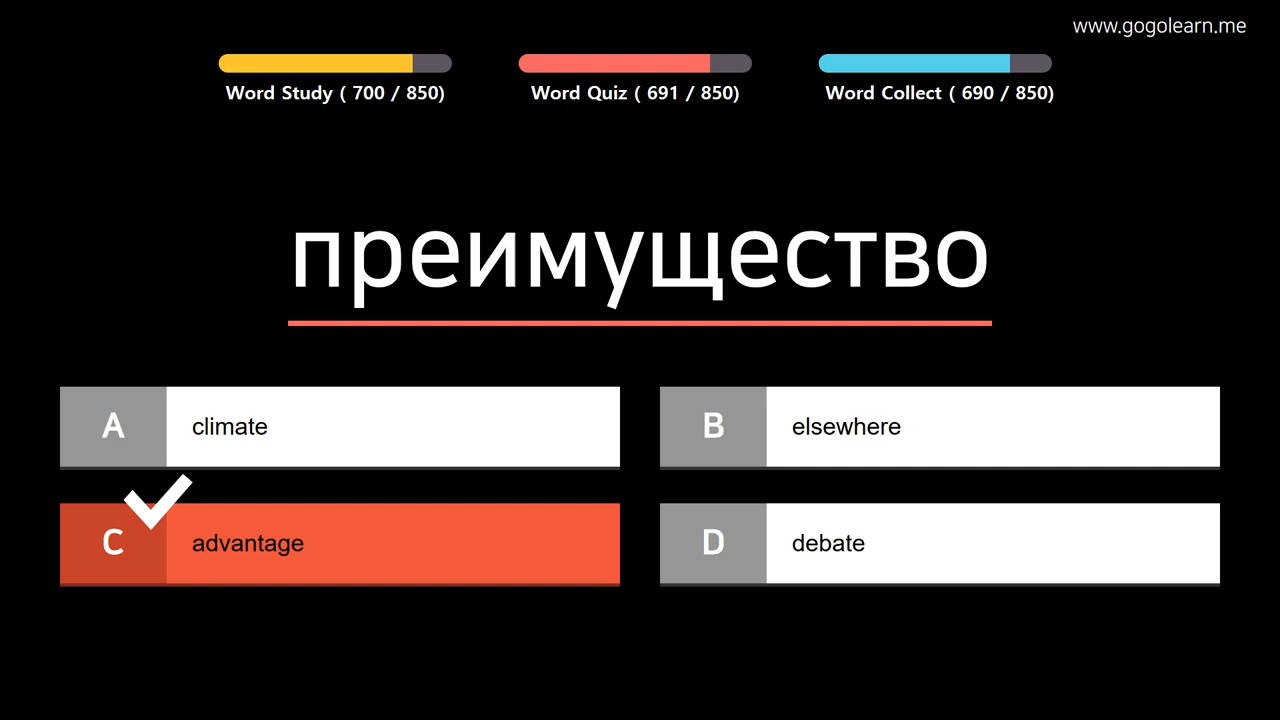 www.gogolearn.me
Word Study ( 700 / 850)
Word Quiz ( 691 / 850)
Word Collect ( 690 / 850)
преимущество
A climate
B elsewhere
C advantage
D debate